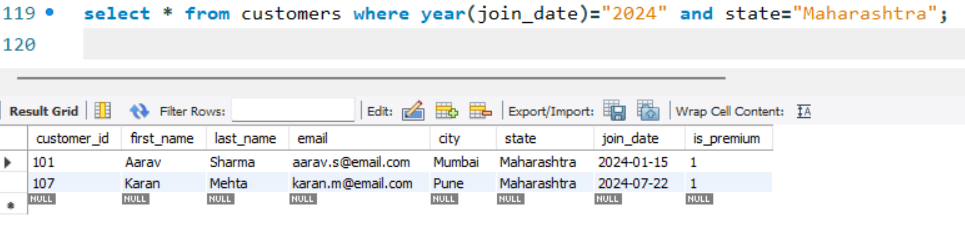 119 select * from customers where year(join_date)="2024" and state="Maharashtra";
120
Result Grid Filter Rows: Edit: Export/Import: Wrap Cell Content: IA
customer_id first_name last_name email city state join_date is_premium
101 Aarav Sharma aarav.s@email.com Mumbai Maharashtra 2024-01-15 1
107 Karan Mehta karan.m@email.com Pune Maharashtra 2024-07-22 1
NULL NULL NULL NULL NULL NULL NULL NULL